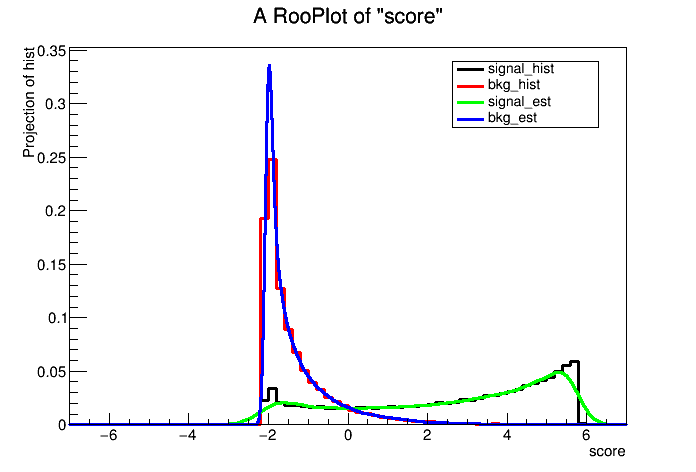 A RooPlot of "score"
Projection of hist
0.35
0.3
0.25
0.2
0.15
0.1
0.05
0
signal_hist
bkg_hist
signal_est
bkg_est
−6 −4 −2 0 2 4 6
score